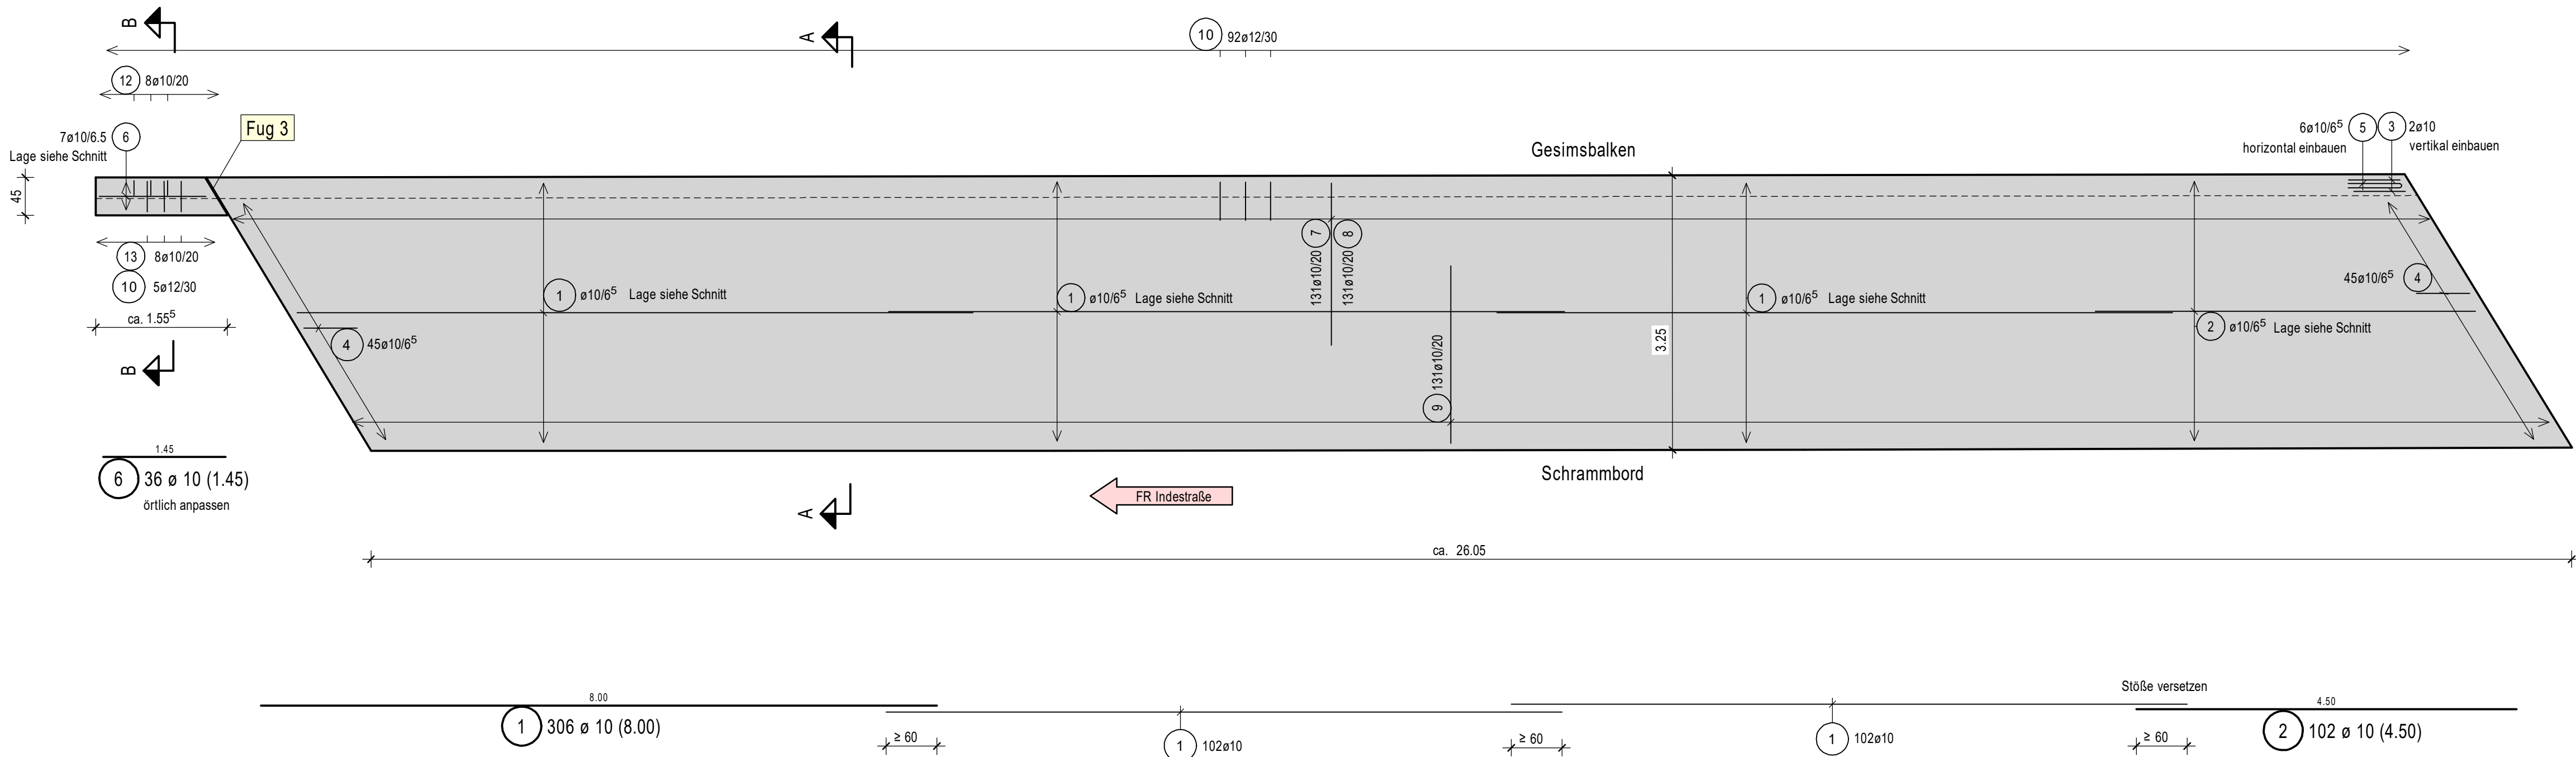 B
A
10 92ø12/30
12 8ø10/20
Fug 3
7ø10/6.5 6
Lage siehe Schnitt
Gesimsbalken
6ø10/6⁵ 5 3 2ø10
horizontal einbauen
vertikal einbauen
45
7 8
131ø10/20
131ø10/20
13 8ø10/20
10 5ø12/30
ca. 1.55⁵
1 ø10/6⁵ Lage siehe Schnitt
1 ø10/6⁵ Lage siehe Schnitt
1 ø10/6⁵ Lage siehe Schnitt
45ø10/6⁵ 4
2 ø10/6⁵ Lage siehe Schnitt
4 45ø10/6⁵
3.25
9 131ø10/20
B
1.45
6 36 ø 10 (1.45)
örtlich anpassen
Schrammbord
FR Indestraße
A
ca. 26.05
8.00
1 306 ø 10 (8.00)
≥ 60
1 102ø10
≥ 60
1 102ø10
Stöße versetzen
≥ 60
4.50
2 102 ø 10 (4.50)